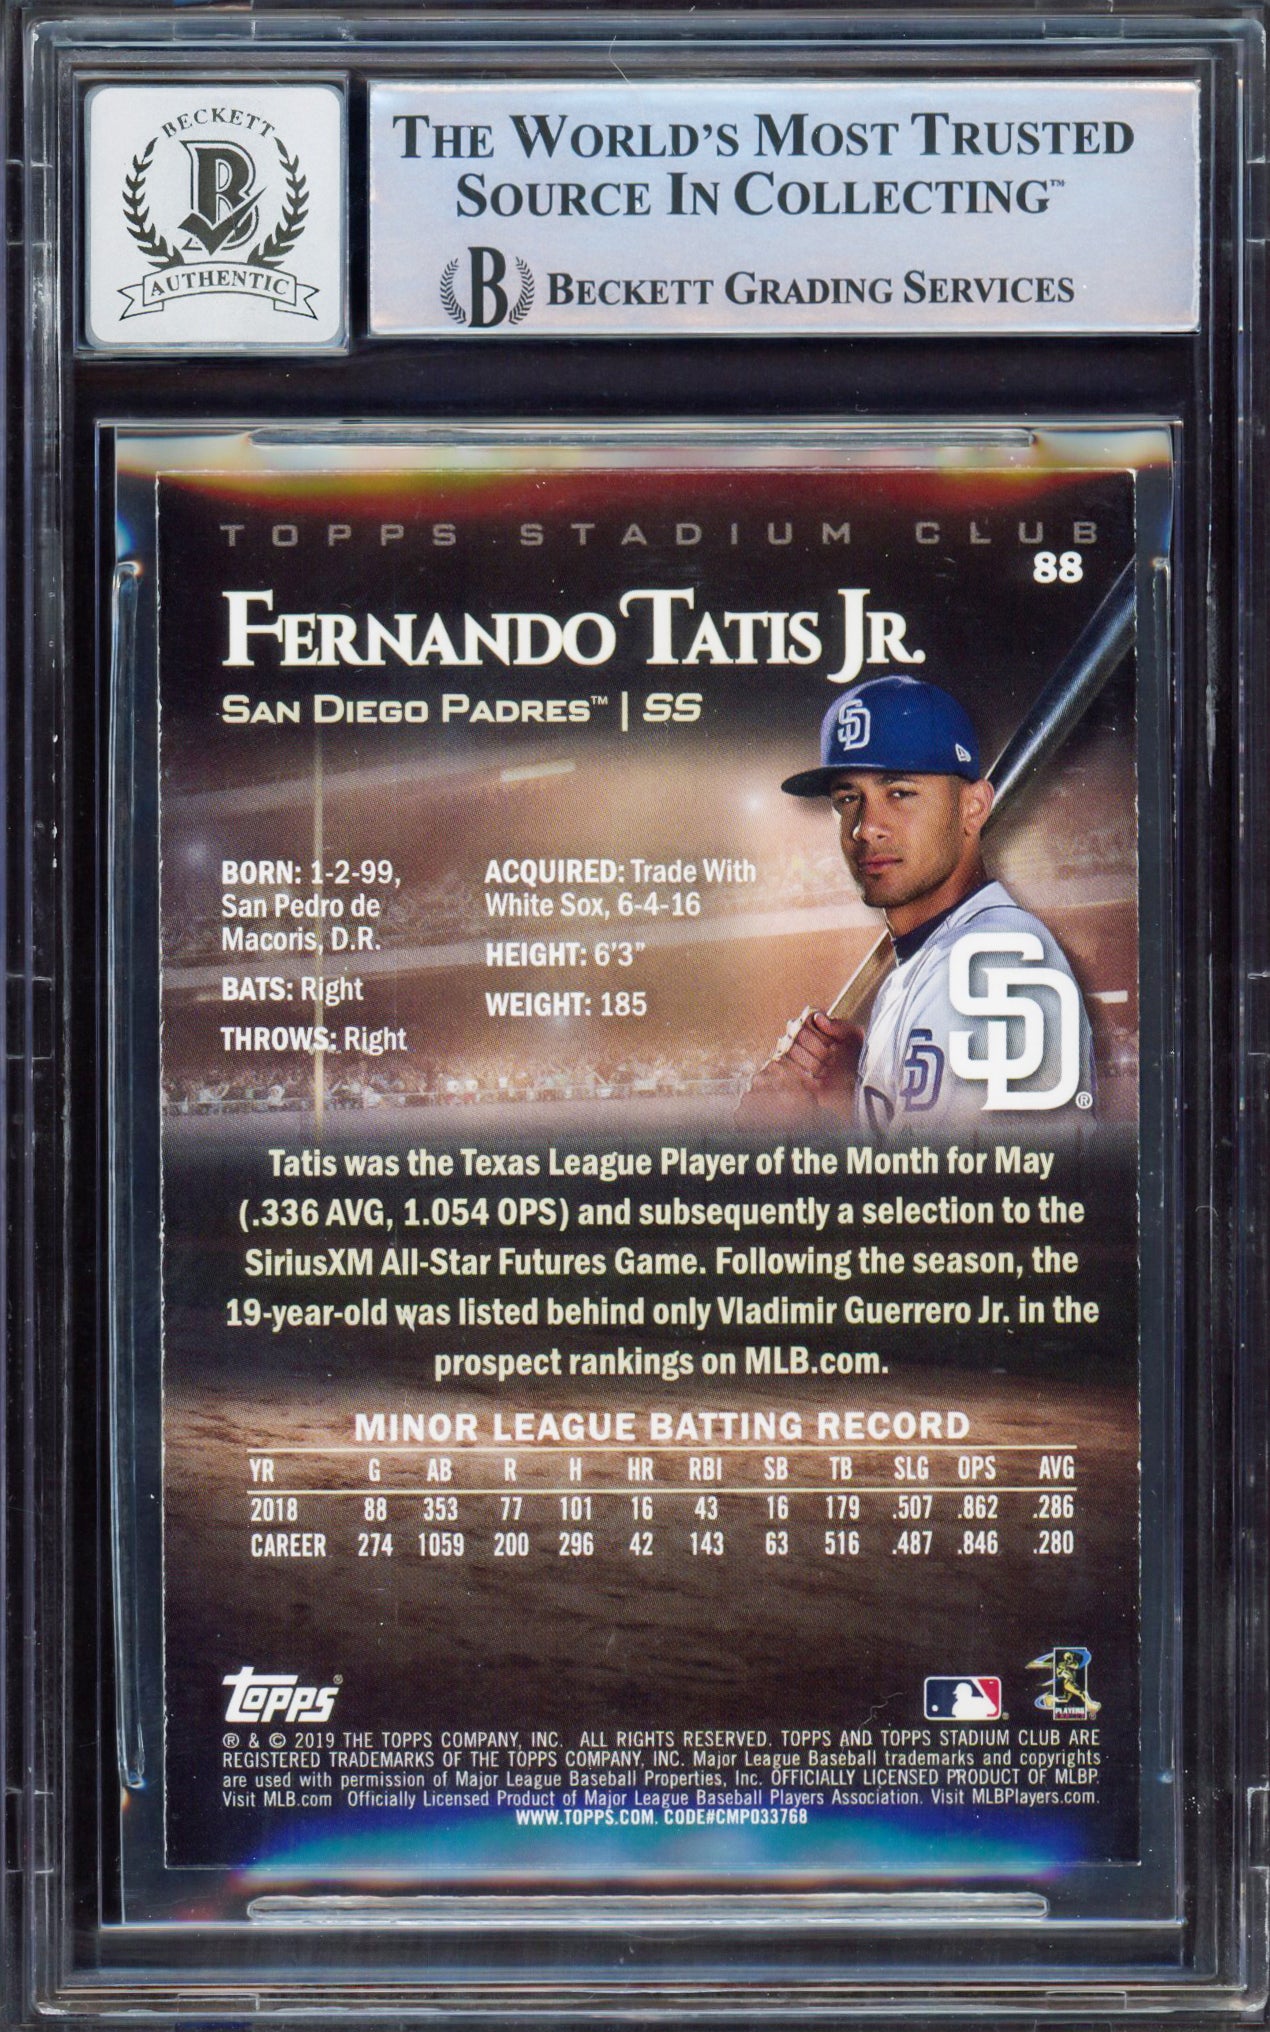 BECKETT
B
AUTHENTIC
THE WORLD'S MOST TRUSTED
SOURCE IN COLLECTING™
B BECKETT GRADING SERVICES
TOPPS STADIUM CLUB
88
FERNANDO TATIS JR.
SAN DIEGO PADRES™ | SS
SD
BORN: 1-2-99,
San Pedro de
Macoris, D.R.
BATS: Right
THROWS: Right
ACQUIRED: Trade With
White Sox, 6-4-16
HEIGHT: 6'3"
WEIGHT: 185
SD
SD®
Tatis was the Texas League Player of the Month for May
(.336 AVG, 1.054 OPS) and subsequently a selection to the
SiriusXM All-Star Futures Game. Following the season, the
19-year-old was listed behind only Vladimir Guerrero Jr. in the
prospect rankings on MLB.com.
MINOR LEAGUE BATTING RECORD
YR G AB R H HR RBI SB TB SLG OPS AVG
2018 88 353 77 101 16 43 16 179 .507 .862 .286
CAREER 274 1059 200 296 42 143 63 516 .487 .846 .280
topps®
PLAYERS
® & © 2019 THE TOPPS COMPANY, INC. ALL RIGHTS RESERVED. TOPPS AND TOPPS STADIUM CLUB ARE
REGISTERED TRADEMARKS OF THE TOPPS COMPANY, INC. Major League Baseball trademarks and copyrights
are used with permission of Major League Baseball Properties, Inc. OFFICIALLY LICENSED PRODUCT OF MLBP.
Visit MLB.com Officially Licensed Product of Major League Baseball Players Association. Visit MLBPlayers.com.
WWW.TOPPS.COM. CODE#CMP033768